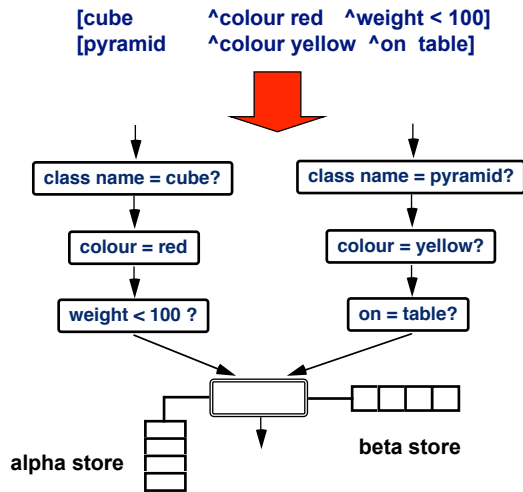 [cube ^colour red ^weight < 100]
[pyramid ^colour yellow ^on table]
class name = cube?
class name = pyramid?
colour = red
colour = yellow?
weight < 100 ?
on = table?
alpha store
beta store